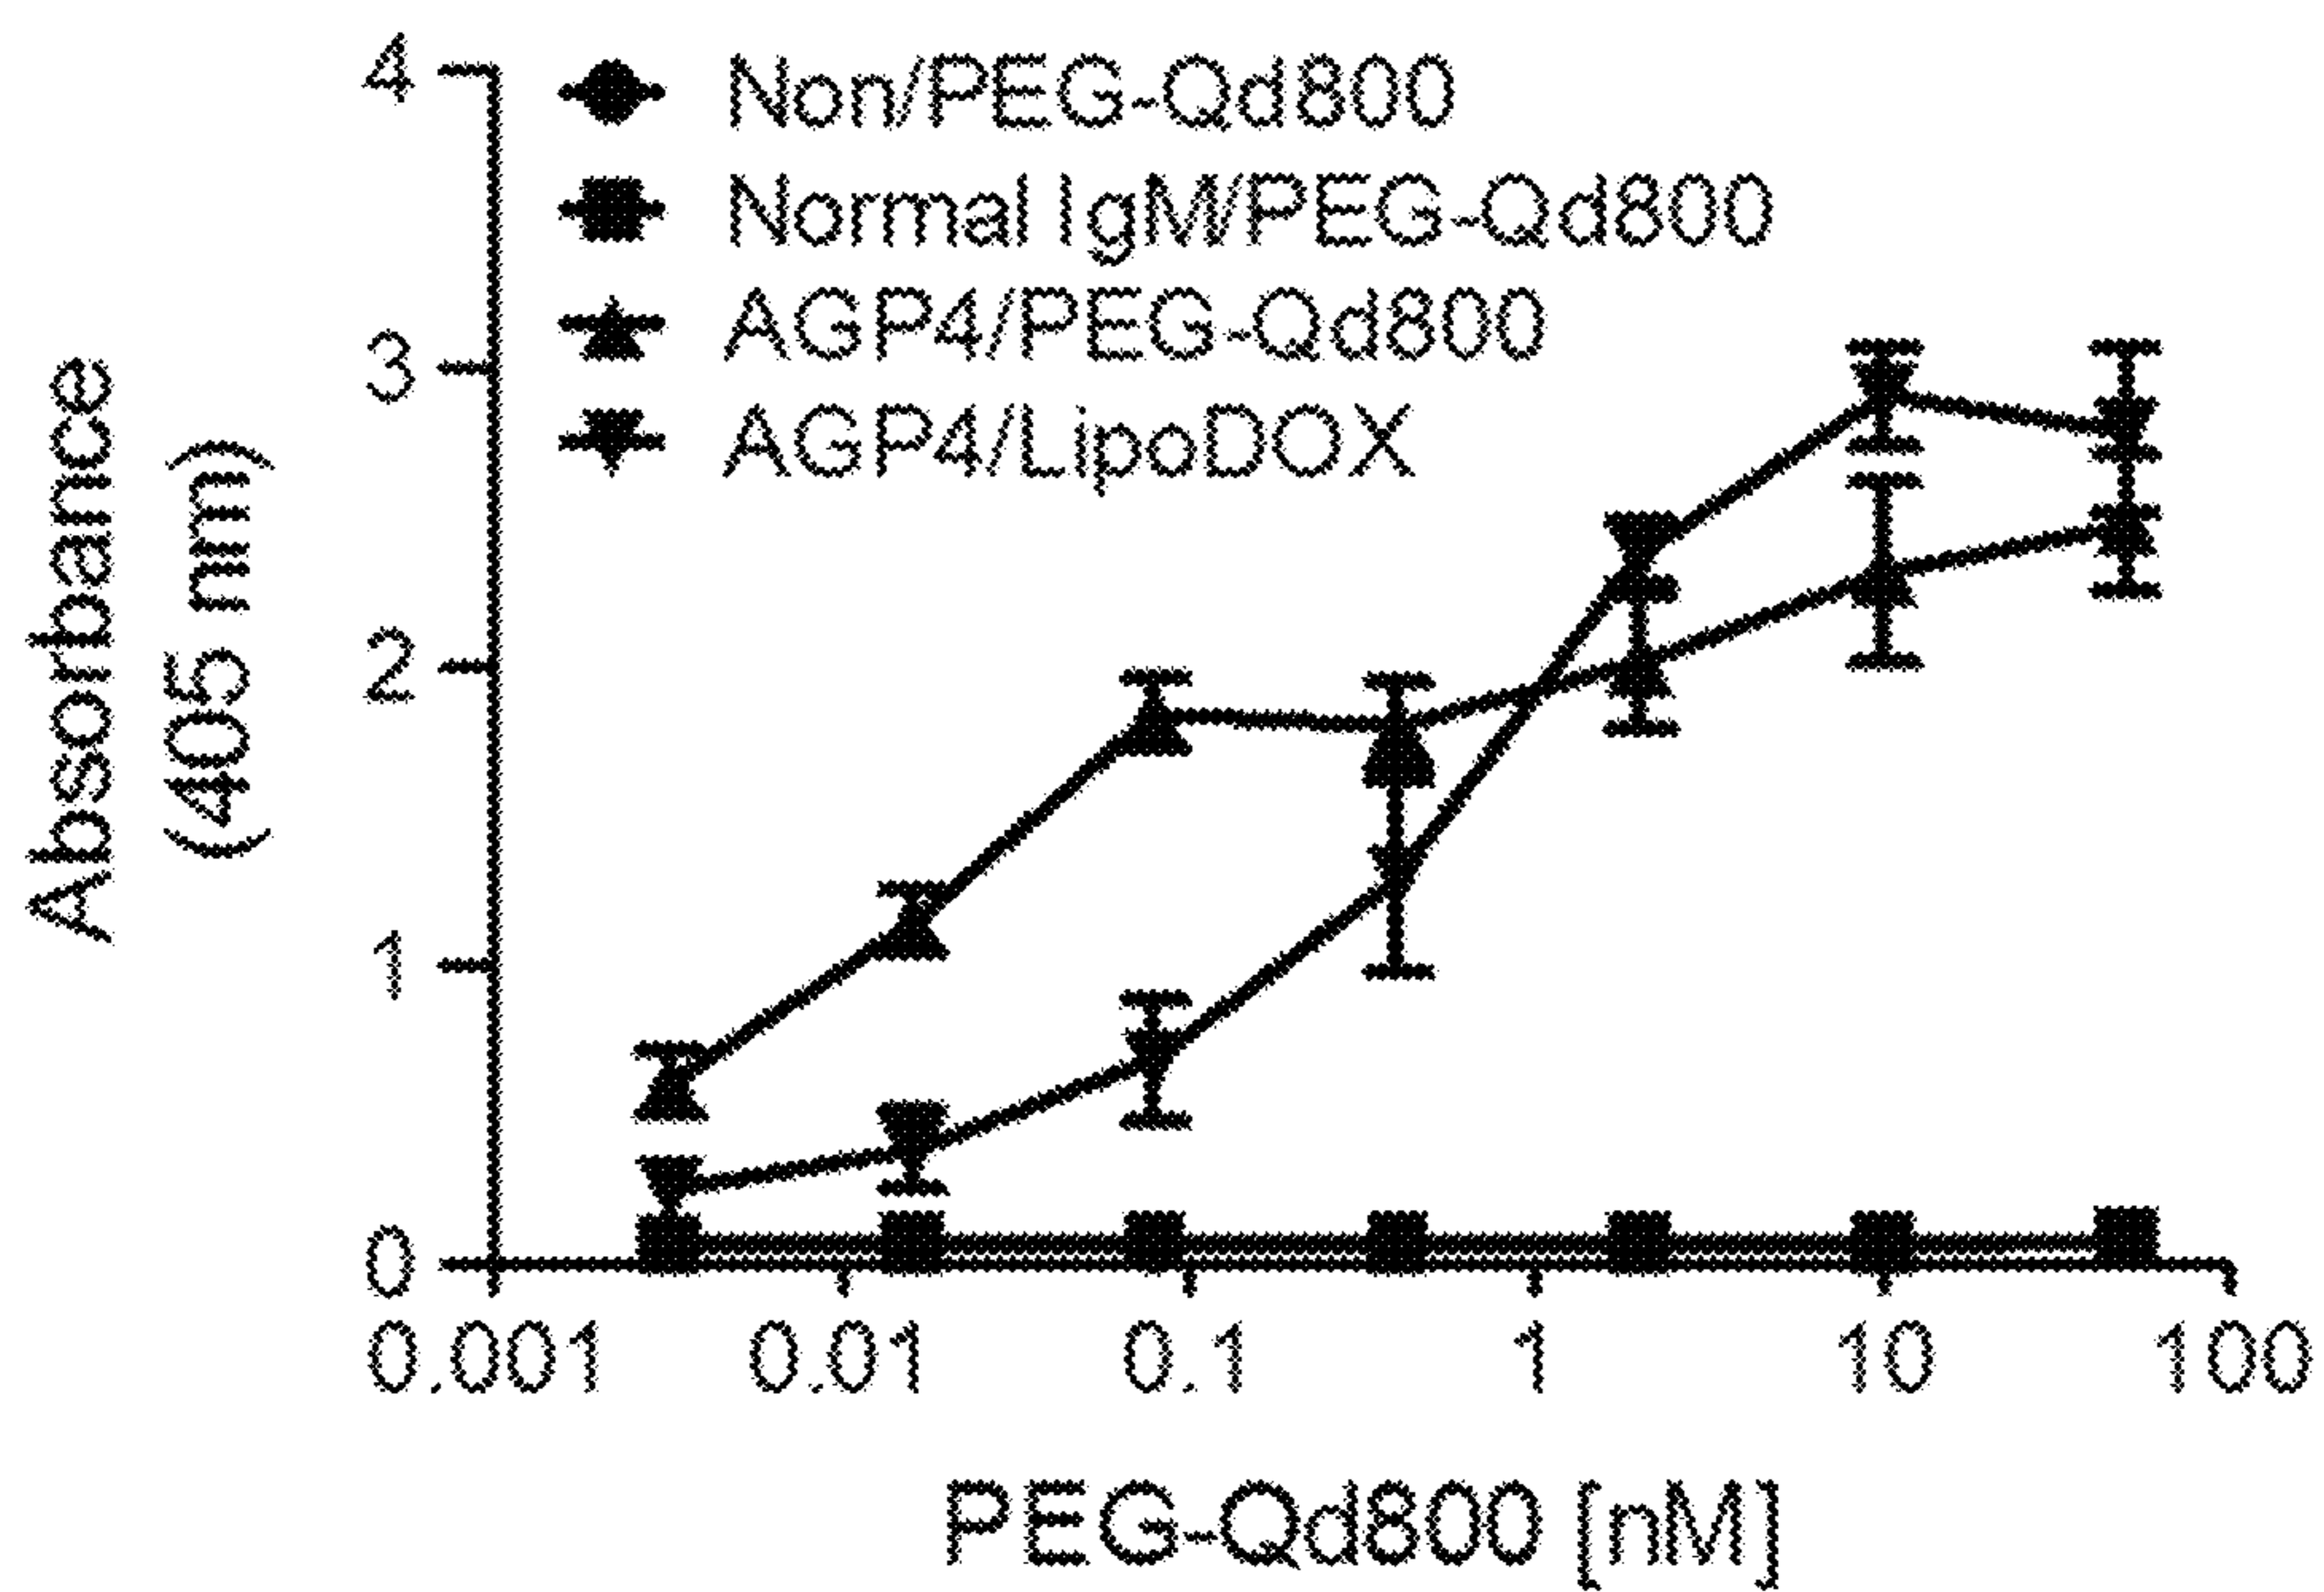 4
3
2
1
0
Absorbance
(405 nm)
Non/PEG-Qd800
Normal IgM/PEG-Qd800
AGP4/PEG-Qd800
AGP4/LipoDOX
0.001 0.01 0.1 1 10 100
PEG-Qd800 [nM]